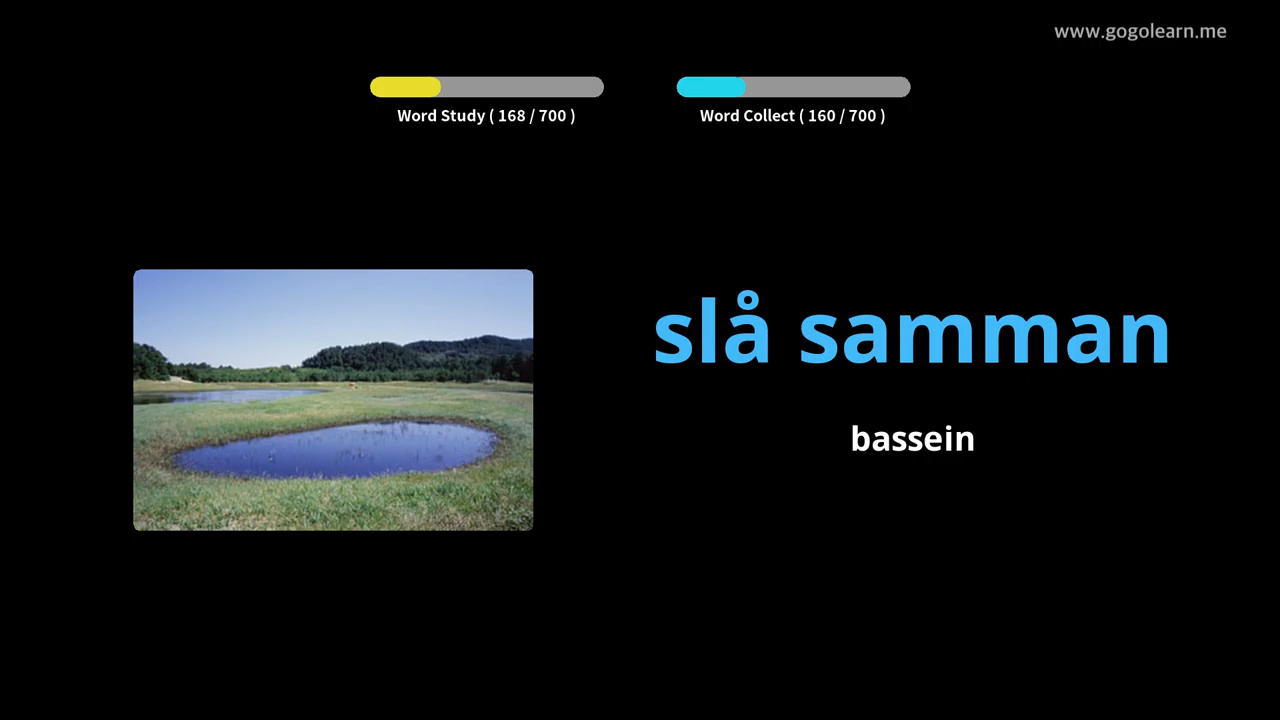 www.gogolearn.me
Word Study ( 168 / 700 )
Word Collect ( 160 / 700 )
slå samman
bassein